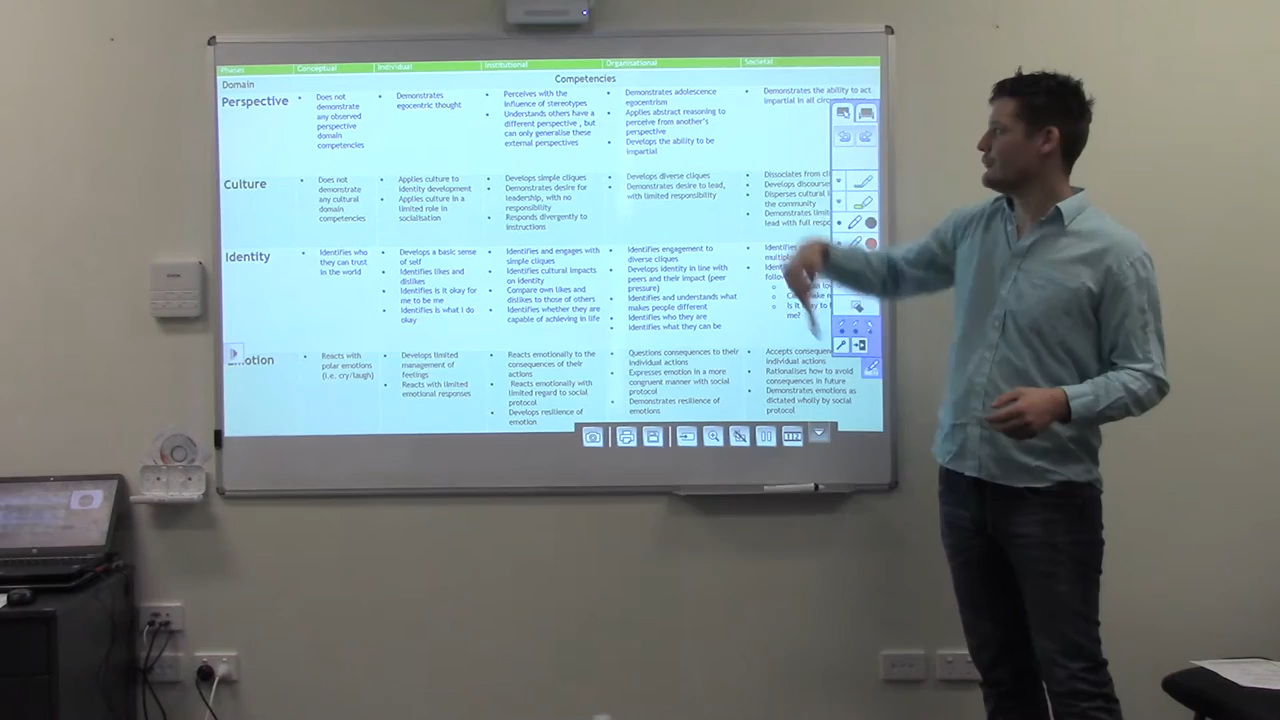 Phases Conceptual Individual Institutional Organisational Societal
Domain Competencies
Perspective
• Does not
demonstrate
any observed
perspective
domain
competencies
• Demonstrates
egocentric thought
• Perceives with the
influence of stereotypes
• Understands others have
a different perspective , but
can only generalise these
external perspectives
• Demonstrates adolescence
egocentrism
• Applies abstract reasoning to
perceive from another's
perspective
• Develops the ability to be
impartial
• Demonstrates the ability to act
impartial in all
Culture
• Does not
demonstrate
any cultural
domain
competencies
• Applies culture to
identity development
• Applies culture in a
limited role in
socialisation
• Develops simple cliques
• Demonstrates desire for
leadership, with no
responsibility
• Responds divergently to
instructions
• Develops diverse cliques
• Demonstrates desire to lead,
with limited responsibility
• Dissociates from
• Develops discourse
• Disperses cultural
the community
• Demonstrates
lead with full
Identity
• Identifies who
they can trust
in the world
• Develops a basic sense
of self
• Identifies likes and
dislikes
• Identifies is it okay for
me to be me
• Identifies is what i do
okay
• Identifies and engages with
simple cliques
• Identifies cultural impacts
on identity
• Compare own likes and
dislikes to those of others
• Identifies whether they are
capable of achieving in life
• Identifies engagement to
diverse cliques
• Develops identity in line with
peers and their impact (peer
pressure)
• Identifies and understands what
makes people different
• Identifies who they are
• Identifies what they can be
• Identifies
me?
motion
• Reacts with
polar emotions
(i.e. cry/laugh)
• Develops limited
management of
feelings
• Reacts with limited
emotional responses
• Reacts emotionally to the
consequences of their
actions
• Reacts emotionally with
limited regard to social
protocol
• Develops resilience of
emotion
• Questions consequences to their
individual actions
• Expresses emotion in a more
congruent manner with social
protocol
• Demonstrates resilience of
emotions
• Accepts
individual actions
• Rationalises how to avoid
consequences in future
• Demonstrates emotions as
dictated wholly by social
protocol